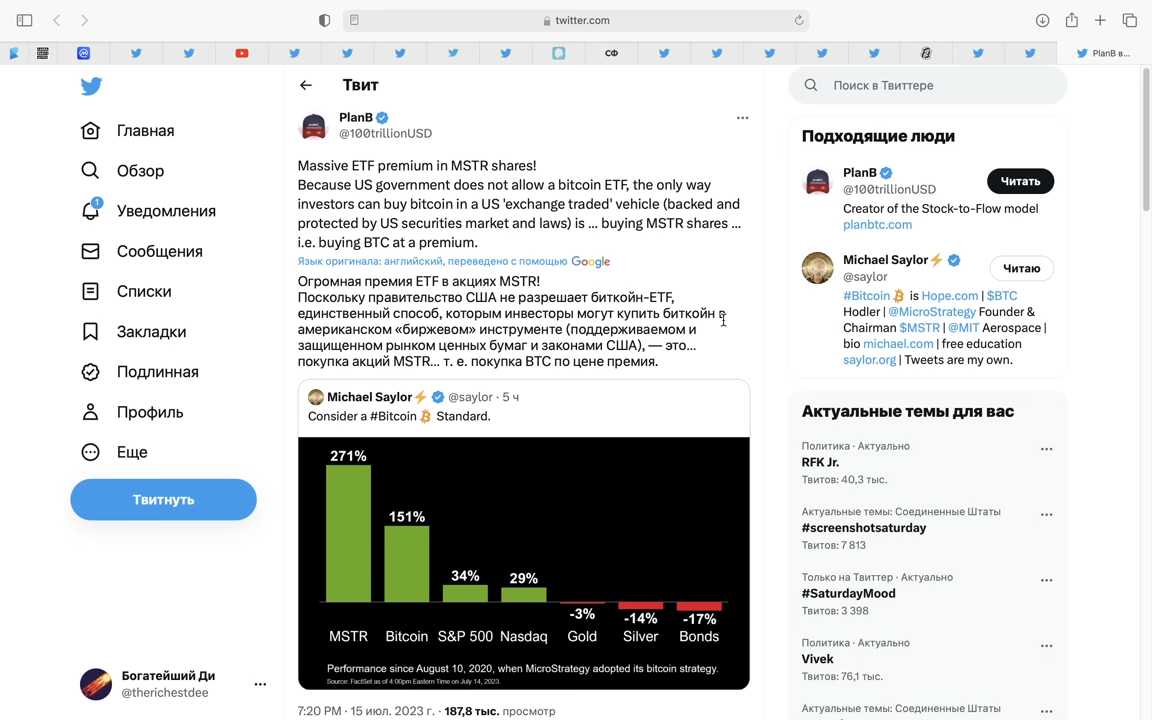 twitter.com
СФ
PlanB в...
Главная
Обзор
1
Уведомления
Сообщения
Списки
Закладки
Подлинная
Профиль
Еще
Твитнуть
Богатейший Ди
@therichestdee
Твит
PlanB
@100trillionUSD
Massive ETF premium in MSTR shares!
Because US government does not allow a bitcoin ETF, the only way
investors can buy bitcoin in a US 'exchange traded' vehicle (backed and
protected by US securities market and laws) is ... buying MSTR shares ...
i.e. buying BTC at a premium.
Язык оригинала: английский, переведено с помощью Google
Огромная премия ETF в акциях MSTR!
Поскольку правительство США не разрешает биткойн-ETF,
единственный способ, которым инвесторы могут купить биткойн в
американском «биржевом» инструменте (поддерживаемом и
защищенном рынком ценных бумаг и законами США), — это...
покупка акций MSTR... т. е. покупка BTC по цене премия.
Michael Saylor⚡ @saylor · 5 ч
Consider a #Bitcoin Standard.
271%
151%
34%
29%
-3%
-14%
-17%
MSTR Bitcoin S&P 500 Nasdaq Gold Silver Bonds
Performance since August 10, 2020, when MicroStrategy adopted its bitcoin strategy.
Source: FactSet as of 4:00pm Eastern Time on July 14, 2023.
7:20 PM · 15 июл. 2023 г. · 187,8 тыс. просмотр
Поиск в Твиттере
Подходящие люди
PlanB
@100trillionUSD
Читать
Creator of the Stock-to-Flow model
planbtc.com
Michael Saylor⚡
@saylor
Читаю
#Bitcoin is Hope.com | $BTC
Hodler | @MicroStrategy Founder &
Chairman $MSTR | @MIT Aerospace |
bio michael.com | free education
saylor.org | Tweets are my own.
Актуальные темы для вас
Политика · Актуально
RFK Jr.
Твитов: 40,3 тыс.
Актуальные темы: Соединенные Штаты
#screenshotsaturday
Твитов: 7 813
Только на Твиттер · Актуально
#SaturdayMood
Твитов: 3 398
Политика · Актуально
Vivek
Твитов: 76,1 тыс.
Актуальные темы: Соединенные Штаты